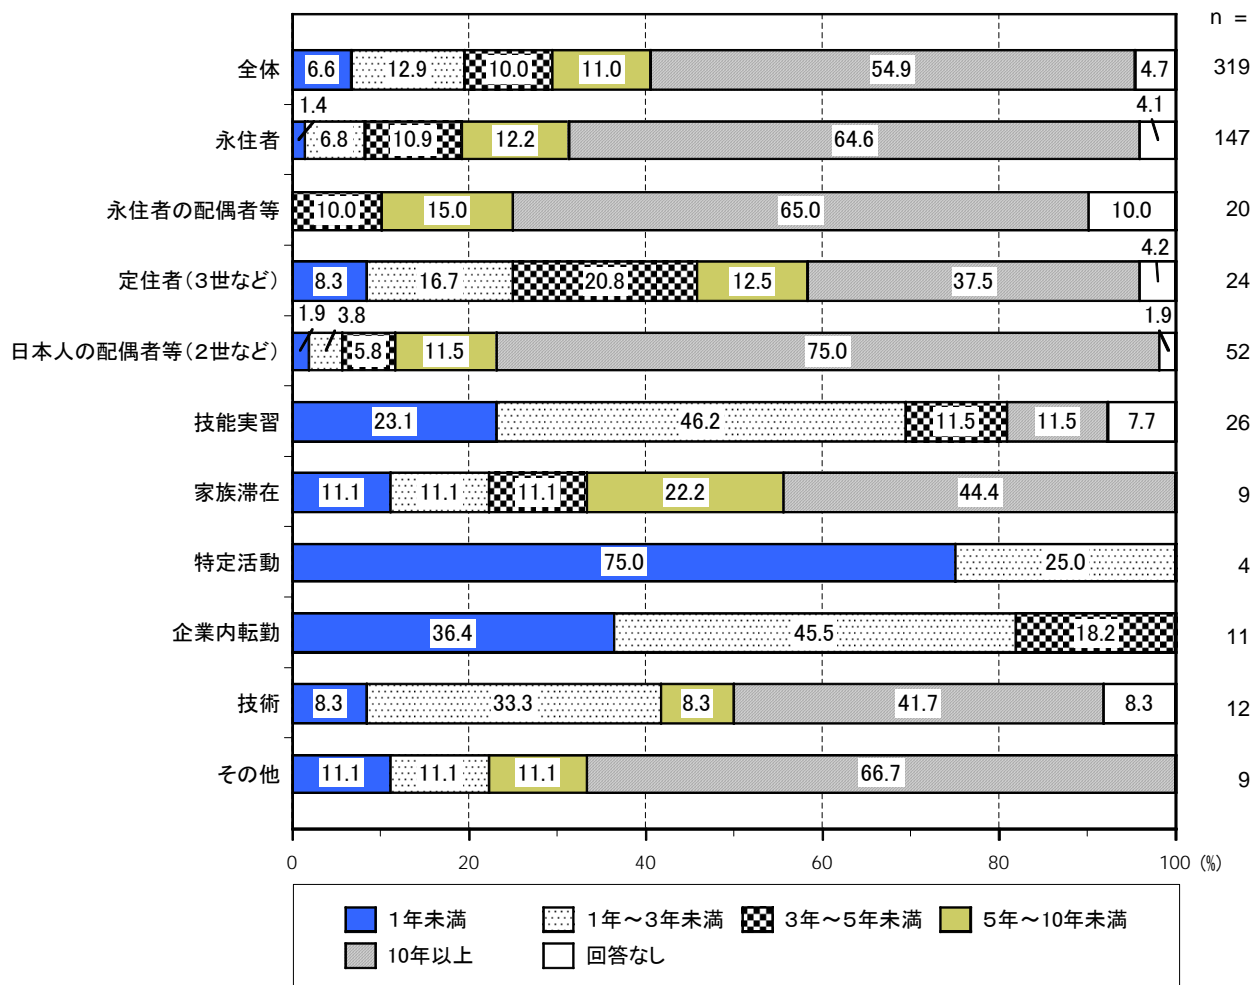 n =
全体 6.6 12.9 10.0 11.0 54.9 4.7 319
1.4 4.1
永住者 6.8 10.9 12.2 64.6 147
永住者の配偶者等 10.0 15.0 65.0 10.0 20
4.2
定住者(3世など) 8.3 16.7 20.8 12.5 37.5 24
1.9 3.8 1.9
日本人の配偶者等(2世など) 5.8 11.5 75.0 52
技能実習 23.1 46.2 11.5 11.5 7.7 26
家族滞在 11.1 11.1 11.1 22.2 44.4 9
特定活動 75.0 25.0 4
企業内転勤 36.4 45.5 18.2 11
技術 8.3 33.3 8.3 41.7 8.3 12
その他 11.1 11.1 11.1 66.7 9
0 20 40 60 80 100 (%)
1年未満 1年～3年未満 3年～5年未満 5年～10年未満
10年以上 回答なし